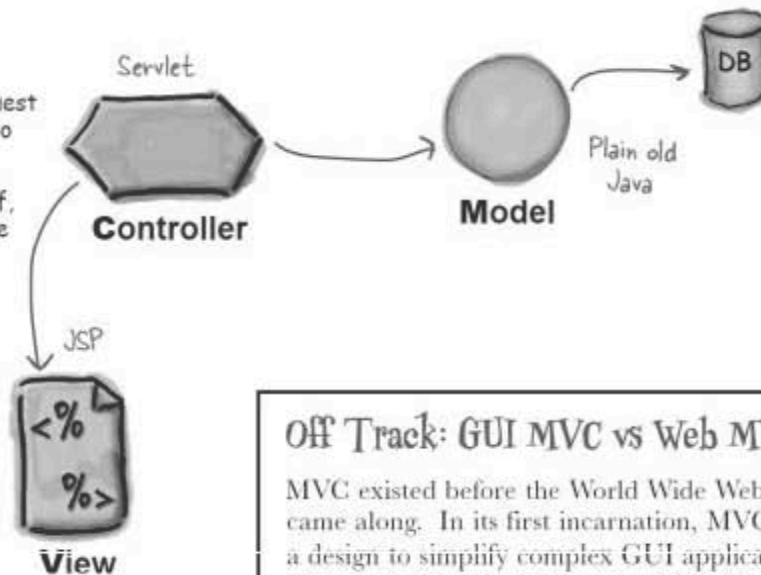 Servlet
DB
Plain old
Java
Controller
Model
JSP
<%
%>
View
Off Track: GUI MVC vs Web
MVC existed before the World Wide Web
came along. In its first incarnation, MVC
a design to simplify complex GUI